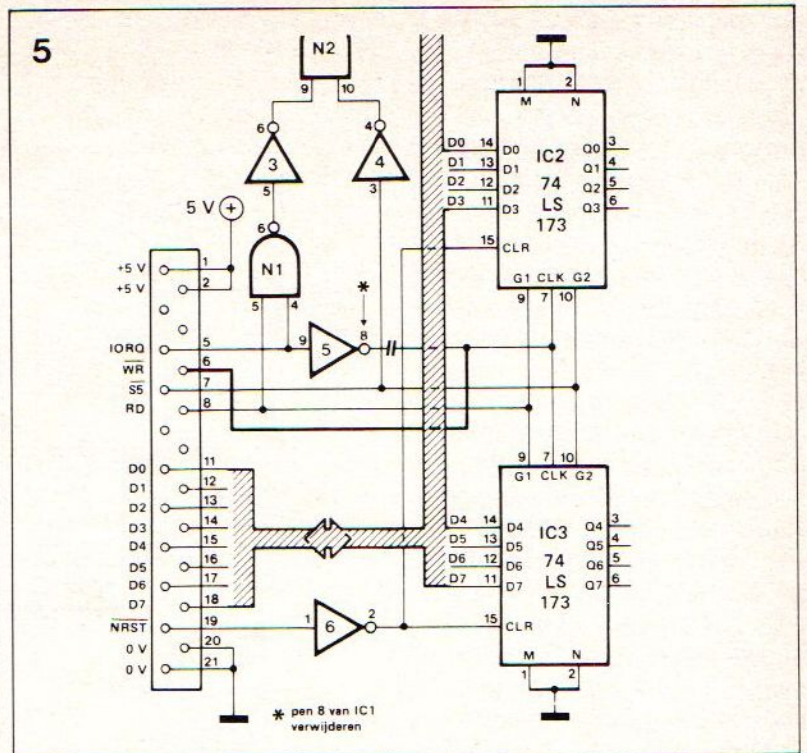 5
N2
9 10
6
3
5
4
4
3
5 V +
6
N1
5 4
*
+5 V 1
+5 V 2
IORQ 5
9 5 8
W̅R̅ 6
S̅5̅ 7
RD 8
D0 11
D1 12
D2 13
D3 14
D4 15
D5 16
D6 17
D7 18
N̅R̅S̅T̅ 19
0 V 20
0 V 21
1 6 2
* pen 8 van IC1
verwijderen
1 2
M N
D0 14 D0 Q0 3
D1 13 D1 Q1 4
D2 12 D2 Q2 5
D3 11 D3 Q3 6
IC2
74
LS
173
15 CLR
G1 CLK G2
9 7 10
9 7 10
G1 CLK G2
D4 14 D4 Q4 3
D5 13 D5 Q5 4
D6 12 D6 Q6 5
D7 11 D7 Q7 6
IC3
74
LS
173
15 CLR
M N
1 2